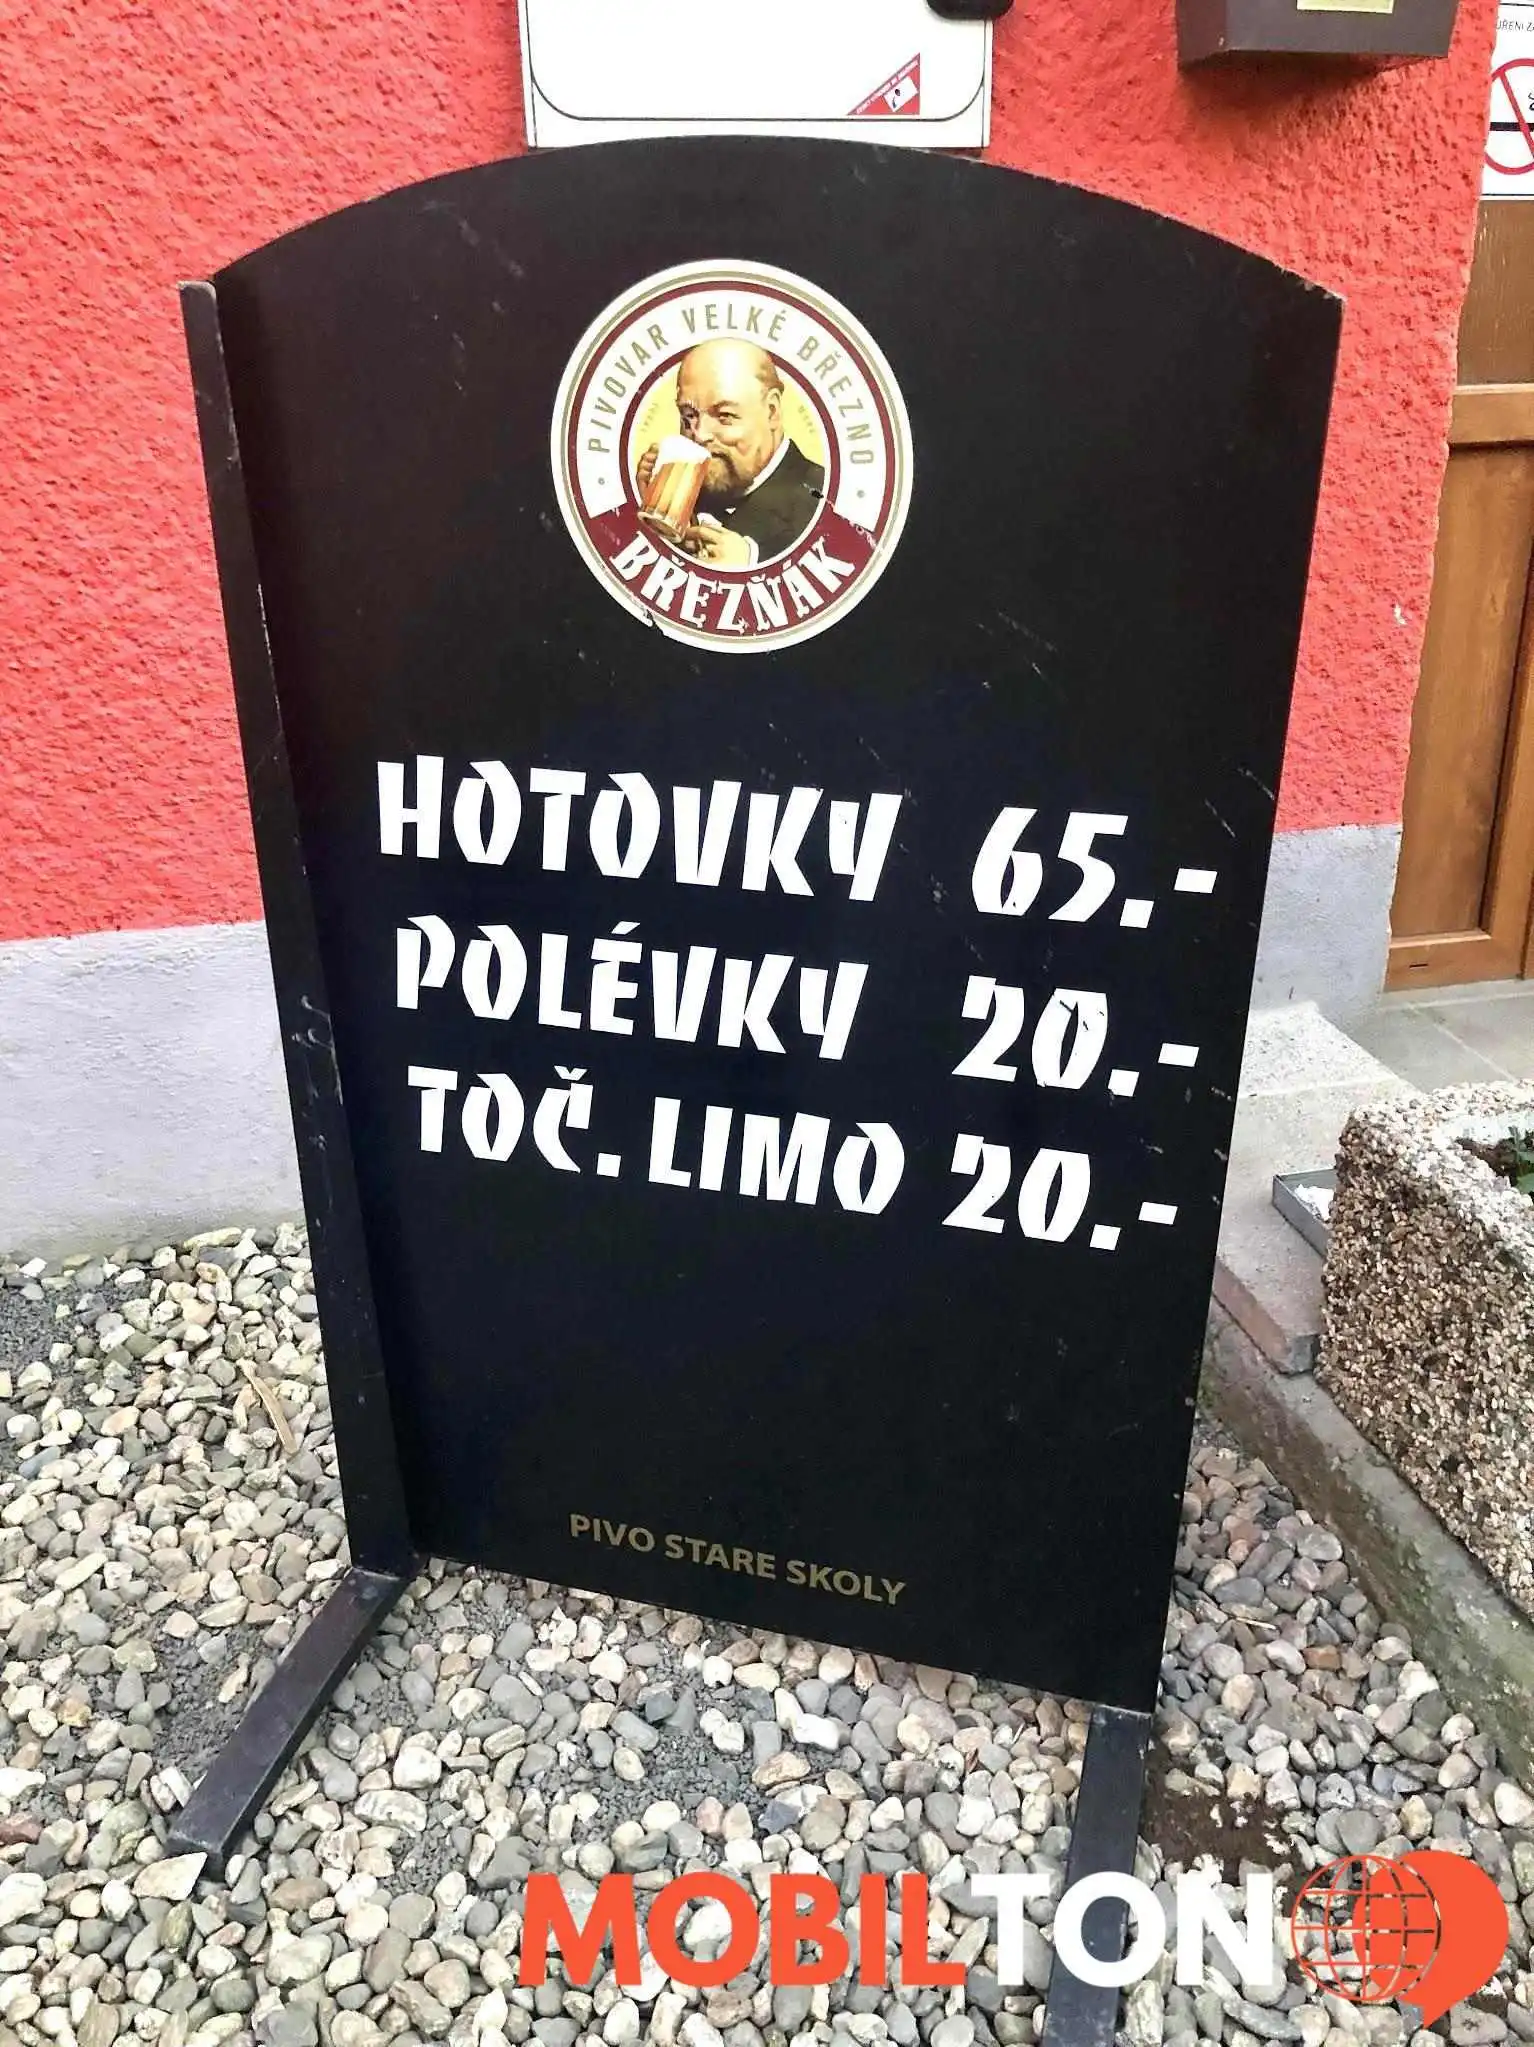 PIVOVAR VELKÉ BŘEZNO
BŘEZŇÁK
HOTOVKY 65.-
POLÉVKY 20.-
TOČ. LIMO 20.-
PIVO STARE SKOLY
MOBILTON